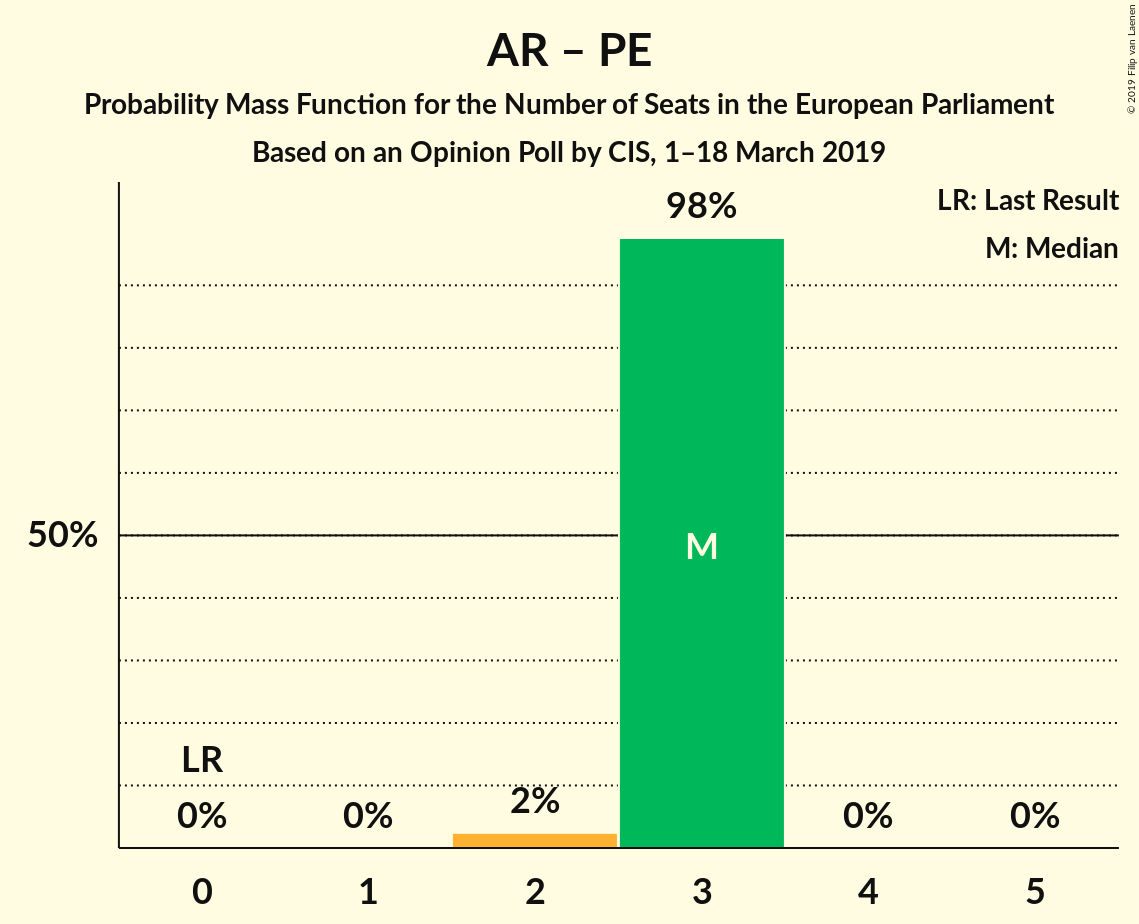 AR – PE
Probability Mass Function for the Number of Seats in the European Parliament
Based on an Opinion Poll by CIS, 1–18 March 2019
© 2019 Filip van Laenen
LR: Last Result
M: Median
98%
50%
M
LR
0%
0%
2%
0%
0%
0 1 2 3 4 5